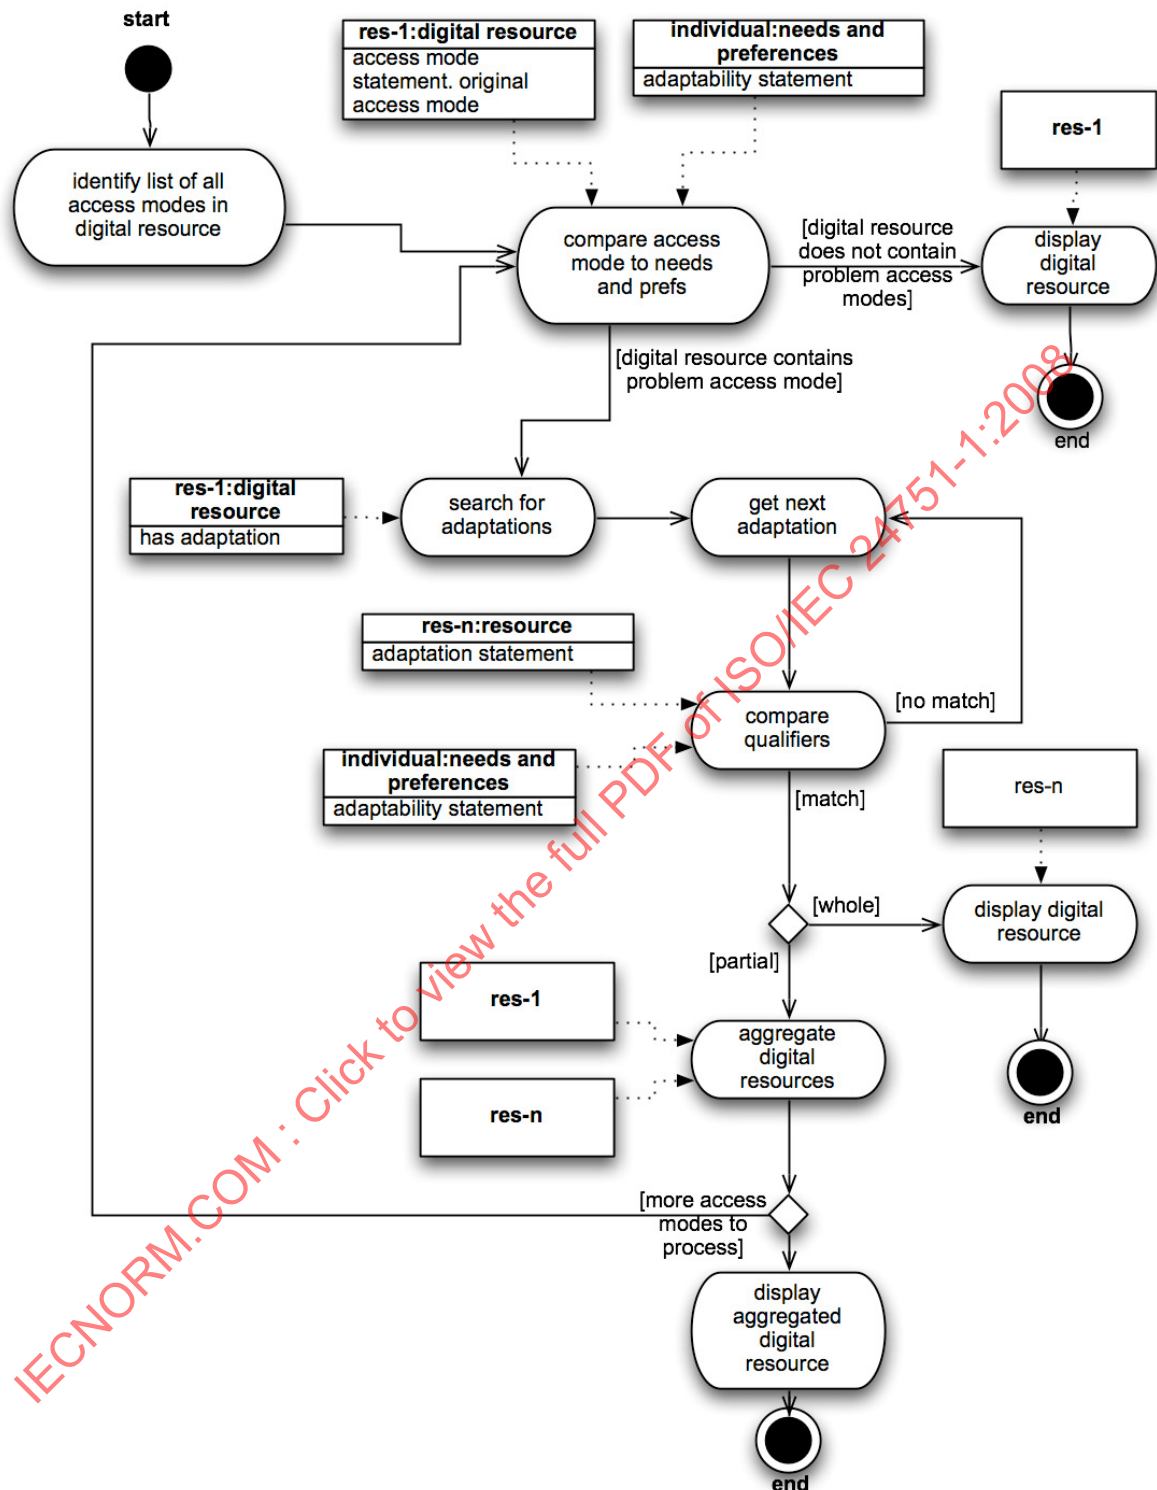 start
res-1:digital resource
access mode
statement. original
access mode
individual:needs and
preferences
adaptability statement
res-1
identify list of all
access modes in
digital resource
compare access
mode to needs
and prefs
[digital resource
does not contain
problem access
modes]
display
digital
resource
[digital resource contains
problem access mode]
end
res-1:digital
resource
has adaptation
search for
adaptations
get next
adaptation
res-n:resource
adaptation statement
compare
qualifiers
[no match]
individual:needs and
preferences
adaptability statement
[match]
res-n
[whole]
display digital
resource
[partial]
res-1
aggregate
digital
resources
res-n
end
[more access
modes to
process]
display
aggregated
digital
resource
end
IECNORM.COM : Click to view the full PDF of ISO/IEC 24751-1:2008